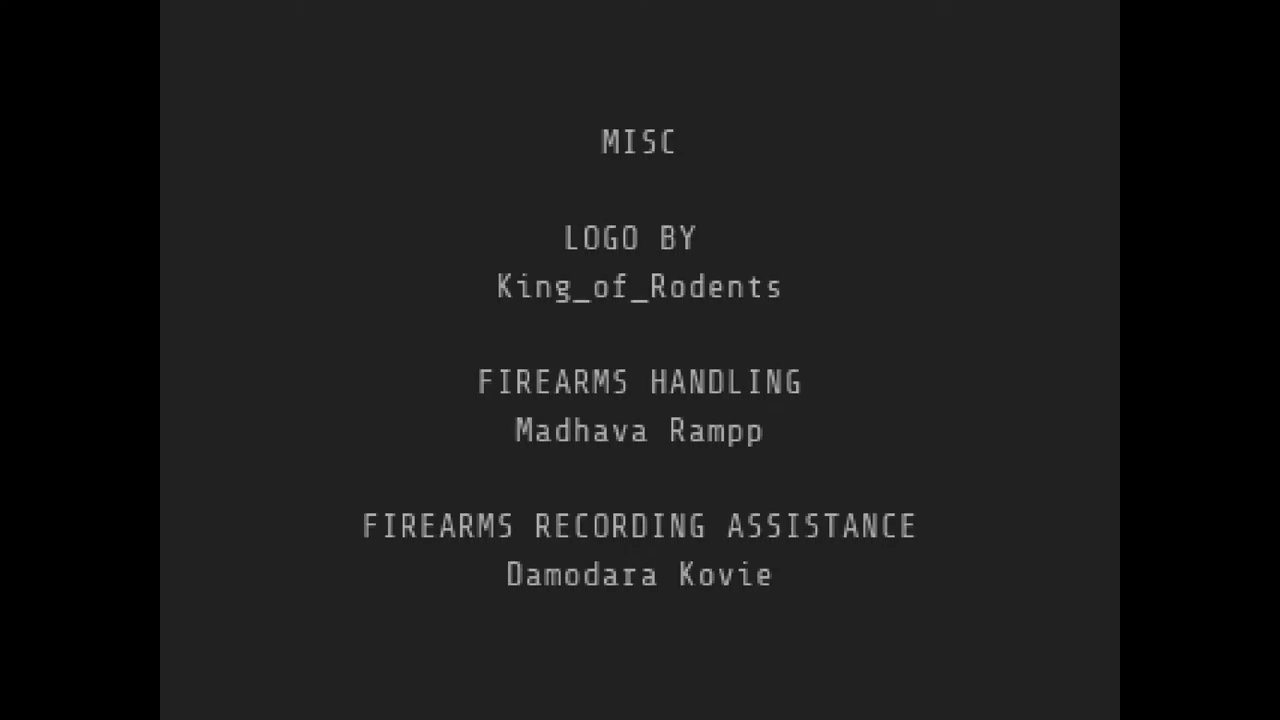 MISC
LOGO BY
King_of_Rodents
FIREARMS HANDLING
Madhava Rampp
FIREARMS RECORDING ASSISTANCE
Damodara Kovie